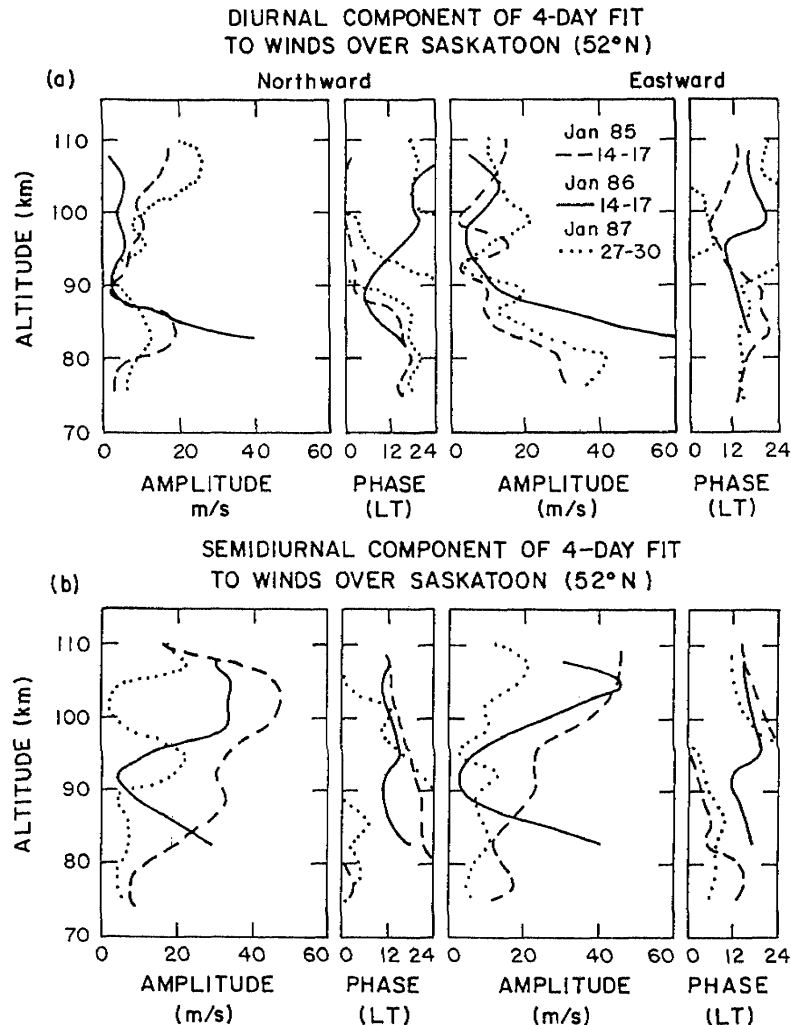 DIURNAL COMPONENT OF 4-DAY FIT
TO WINDS OVER SASKATOON (52°N)
(a)
Northward
Eastward
110
100
90
80
70
ALTITUDE (km)
Jan 85
14-17
Jan 86
14-17
Jan 87
27-30
0 20 40 60
0 12 24
0 20 40 60
0 12 24
AMPLITUDE
m/s
PHASE
(LT)
AMPLITUDE
(m/s)
PHASE
(LT)
SEMIDIURNAL COMPONENT OF 4-DAY FIT
TO WINDS OVER SASKATOON (52°N)
(b)
110
100
90
80
70
ALTITUDE (km)
0 20 40 60
0 12 24
0 20 40 60
0 12 24
AMPLITUDE
(m/s)
PHASE
(LT)
AMPLITUDE
(m/s)
PHASE
(LT)